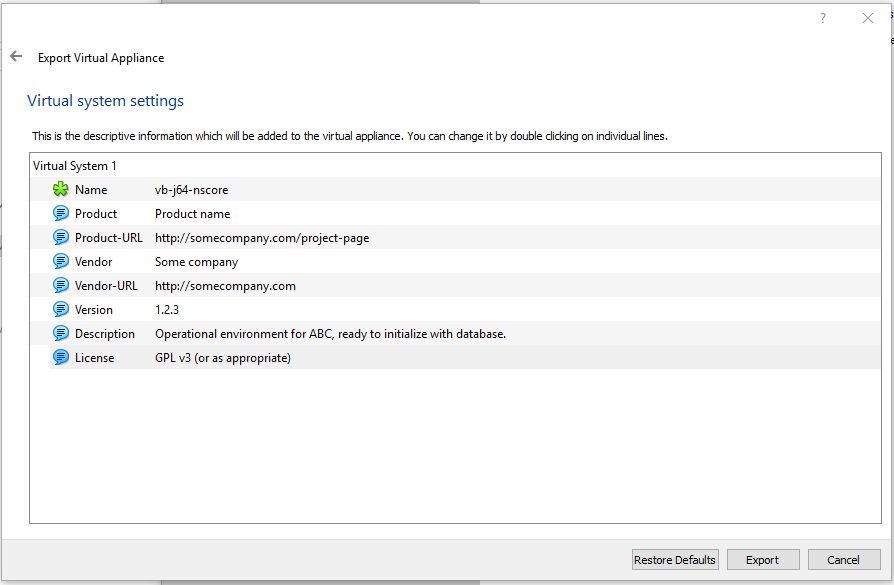 ?
Export Virtual Appliance
Virtual system settings
This is the descriptive information which will be added to the virtual appliance. You can change it by double clicking on individual lines.
Virtual System 1
Name vb-j64-nscore
Product Product name
Product-URL http://somecompany.com/project-page
Vendor Some company
Vendor-URL http://somecompany.com
Version 1.2.3
Description Operational environment for ABC, ready to initialize with database.
License GPL v3 (or as appropriate)
Restore Defaults Export Cancel